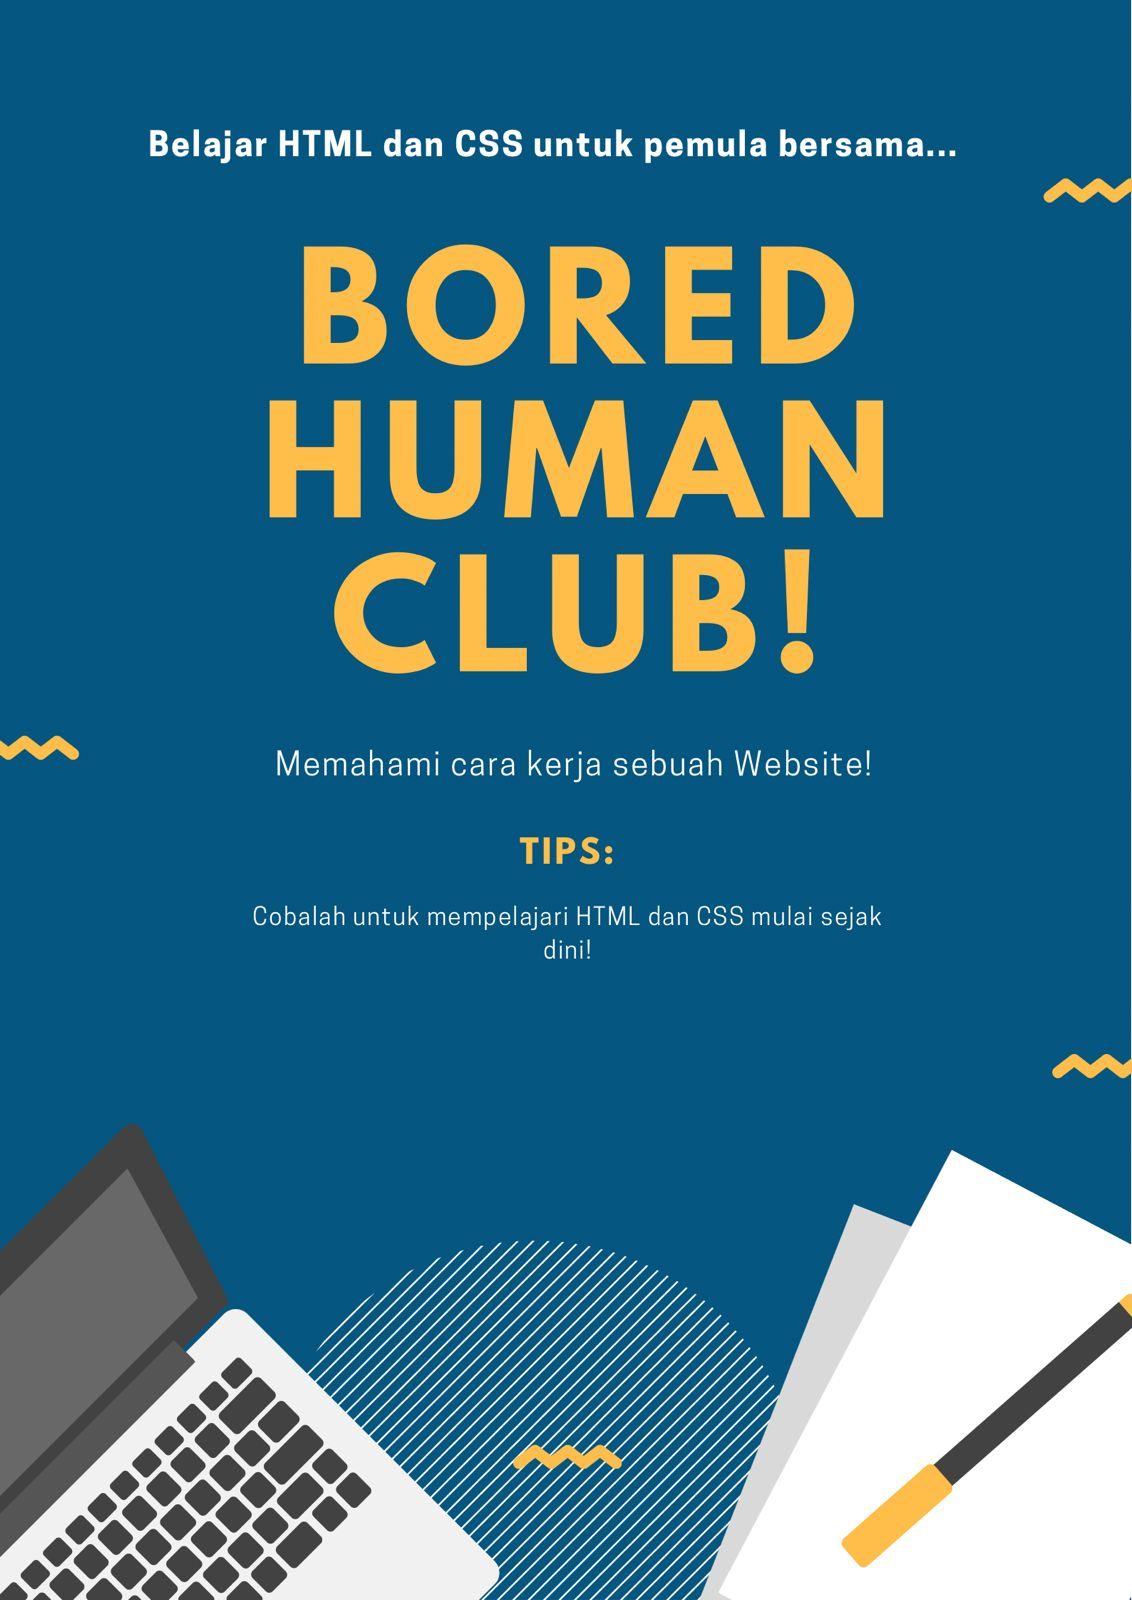 Belajar HTML dan CSS untuk pemula bersama...
BORED
HUMAN
CLUB!
Memahami cara kerja sebuah Website!
TIPS:
Cobalah untuk mempelajari HTML dan CSS mulai sejak
dini!